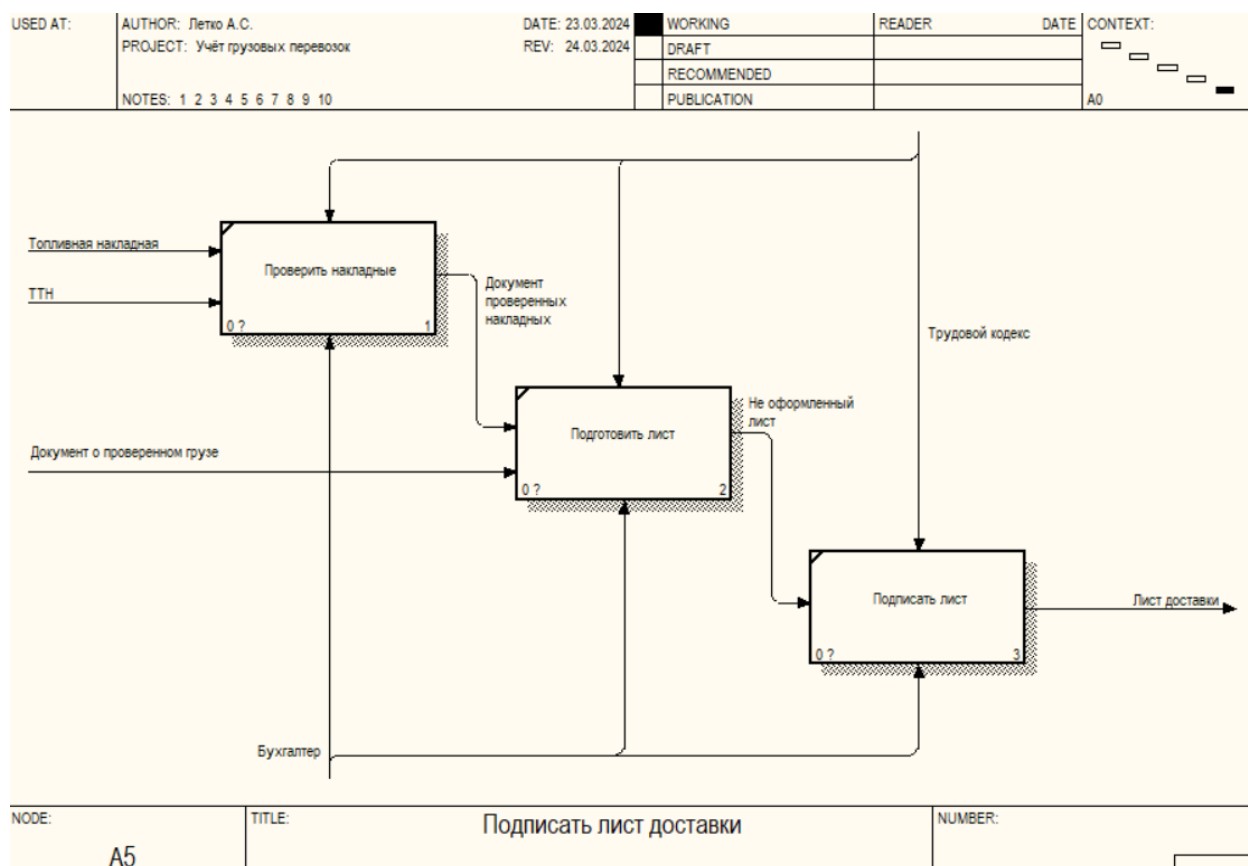 USED AT:
AUTHOR: Летко А.С.
DATE: 23.03.2024
WORKING
READER
DATE
CONTEXT:
PROJECT: Учёт грузовых перевозок
REV: 24.03.2024
DRAFT
RECOMMENDED
NOTES: 1 2 3 4 5 6 7 8 9 10
PUBLICATION
A0
Топливная накладная
ТТН
Проверить накладные
0 ?
1
Документ
проверенных
накладных
Трудовой кодекс
Не оформленный
лист
Подготовить лист
Документ о проверенном грузе
0 ?
2
Подписать лист
Лист доставки
0 ?
3
Бухгалтер
NODE:
TITLE:
Подписать лист доставки
NUMBER:
A5